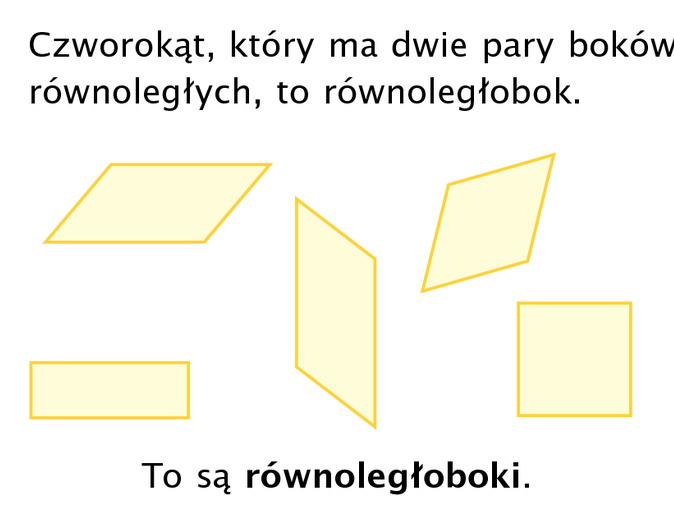 Czworokąt, który ma dwie pary boków
równoległych, to równoległobok.
To są równoległoboki.